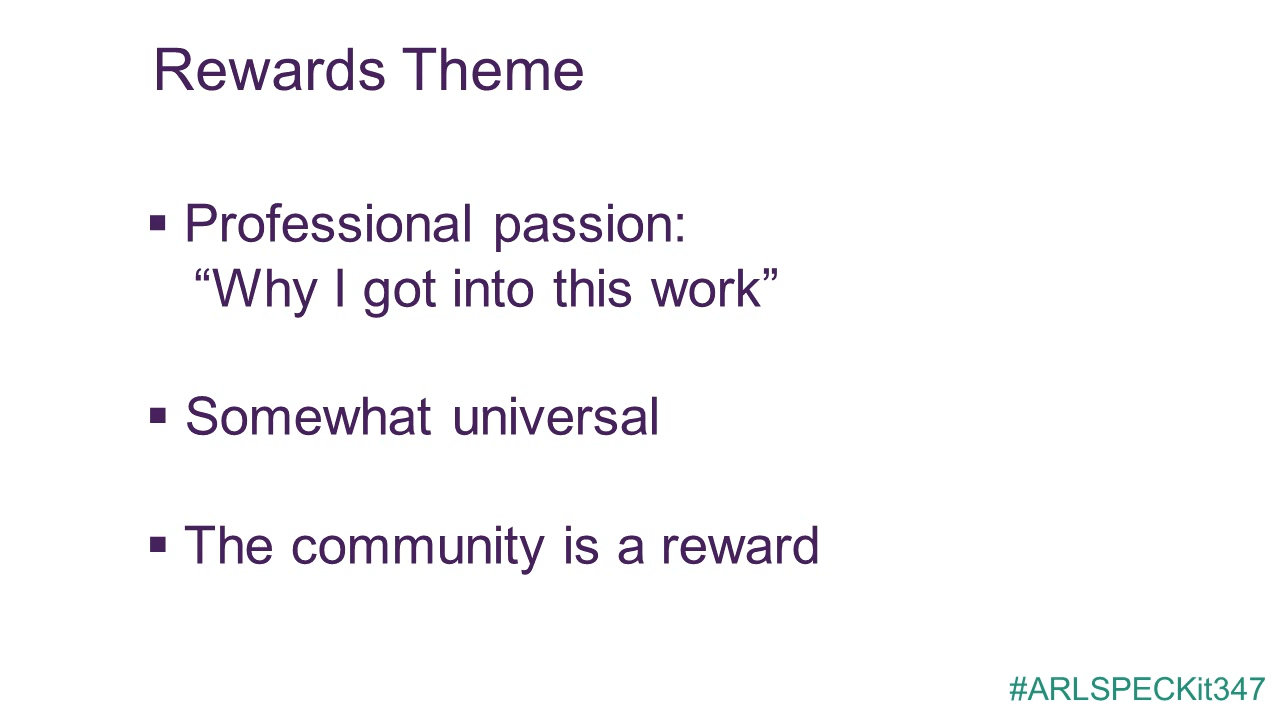 Rewards Theme
▪ Professional passion:
“Why I got into this work”
▪ Somewhat universal
▪ The community is a reward
#ARLSPECKit347